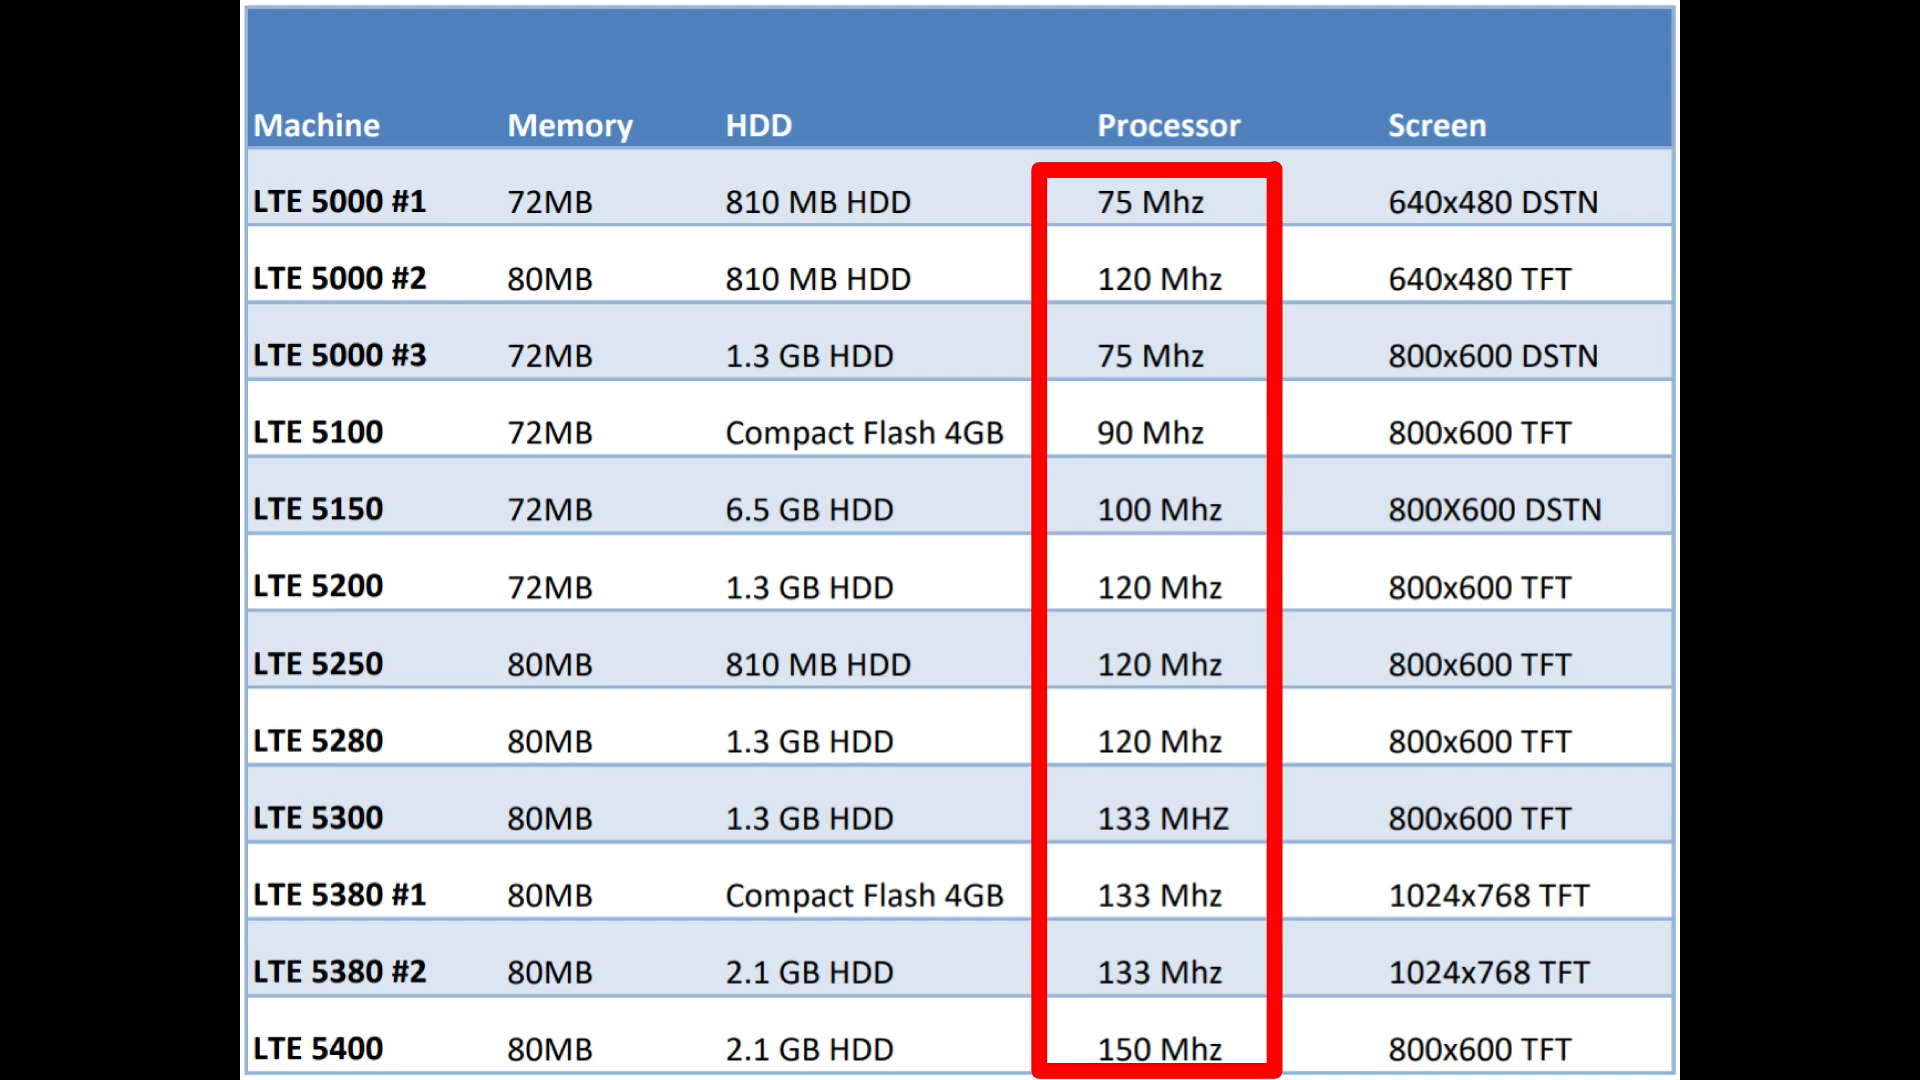 Machine Memory HDD Processor Screen
LTE 5000 #1 72MB 810 MB HDD 75 Mhz 640x480 DSTN
LTE 5000 #2 80MB 810 MB HDD 120 Mhz 640x480 TFT
LTE 5000 #3 72MB 1.3 GB HDD 75 Mhz 800x600 DSTN
LTE 5100 72MB Compact Flash 4GB 90 Mhz 800x600 TFT
LTE 5150 72MB 6.5 GB HDD 100 Mhz 800X600 DSTN
LTE 5200 72MB 1.3 GB HDD 120 Mhz 800x600 TFT
LTE 5250 80MB 810 MB HDD 120 Mhz 800x600 TFT
LTE 5280 80MB 1.3 GB HDD 120 Mhz 800x600 TFT
LTE 5300 80MB 1.3 GB HDD 133 MHZ 800x600 TFT
LTE 5380 #1 80MB Compact Flash 4GB 133 Mhz 1024x768 TFT
LTE 5380 #2 80MB 2.1 GB HDD 133 Mhz 1024x768 TFT
LTE 5400 80MB 2.1 GB HDD 150 Mhz 800x600 TFT